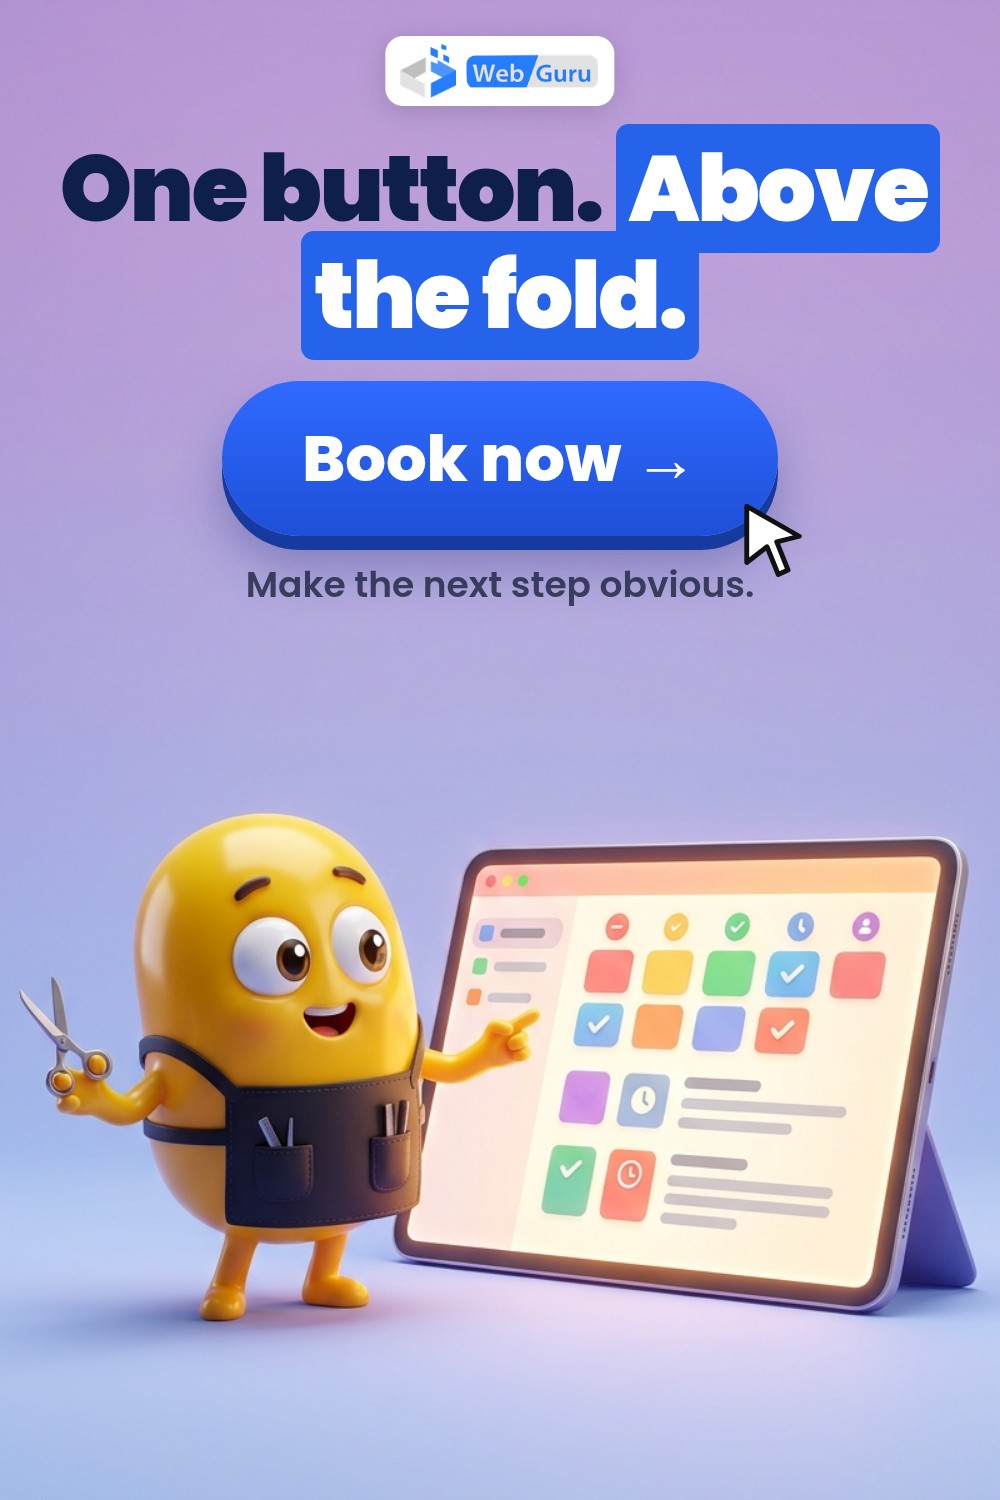 Web Guru
One button. Above
the fold.
Book now →
Make the next step obvious.